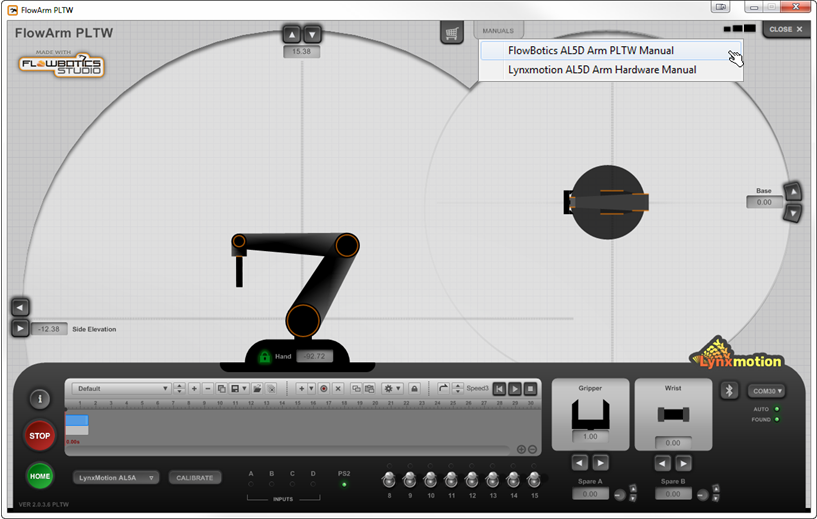 FlowArm PLTW
FlowArm PLTW
MADE WITH
FLOWBOTICS
STUDIO
15.38
MANUALS
CLOSE X
FlowBotics AL5D Arm PLTW Manual
Lynxmotion AL5D Arm Hardware Manual
Base
0.00
-12.38 Side Elevation
Hand -92.72
Lynxmotion
Default
Speed3
1 2 3 4 5 6 7 8 9 10 11 12 13 14 15 16 17 18 19 20 21 22 23 24 25 26 27 28 29 30
0.00s
Gripper
1.00
Wrist
0.00
COM30
AUTO
FOUND
STOP
HOME
LynxMotion AL5A
CALIBRATE
A B C D
INPUTS
PS2
8 9 10 11 12 13 14 15
Spare A
0.00
Spare B
0.00
VER 2.0.3.6 PLTW